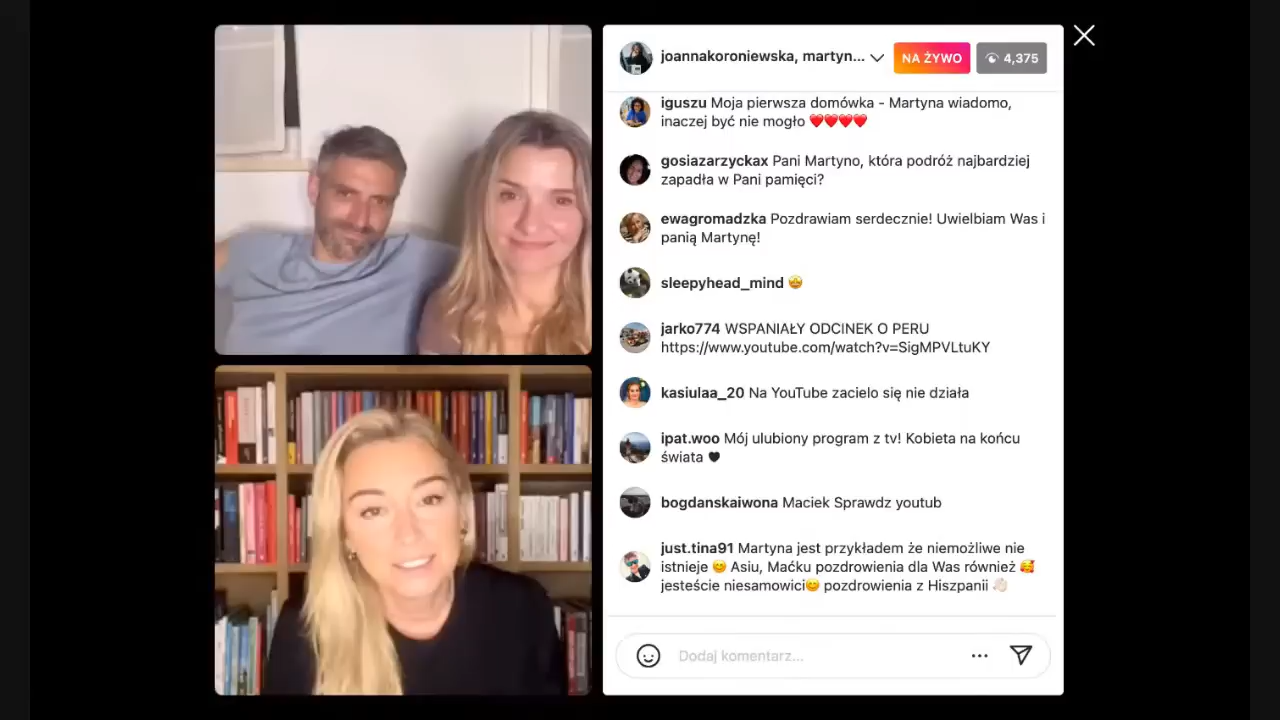 joannakoroniewska, martyn...
NA ŻYWO
4,375
iguszu Moja pierwsza domówka - Martyna wiadomo,
inaczej być nie mogło ❤️❤️❤️❤️
gosiazarzyckax Pani Martyno, która podróż najbardziej
zapadła w Pani pamięci?
ewagromadzka Pozdrawiam serdecznie! Uwielbiam Was i
panią Martynę!
sleepyhead_mind 🤩
jarko774 WSPANIAŁY ODCINEK O PERU
https://www.youtube.com/watch?v=SigMPVLtuKY
kasiulaa_20 Na YouTube zacielo się nie działa
ipat.woo Mój ulubiony program z tv! Kobieta na końcu
świata 🖤
bogdanskaiwona Maciek Sprawdz youtub
just.tina91 Martyna jest przykładem że niemożliwe nie
istnieje 😊 Asiu, Maćku pozdrowienia dla Was również 🥰
jesteście niesamowici😊 pozdrowienia z Hiszpanii 👋🏻
Dodaj komentarz...